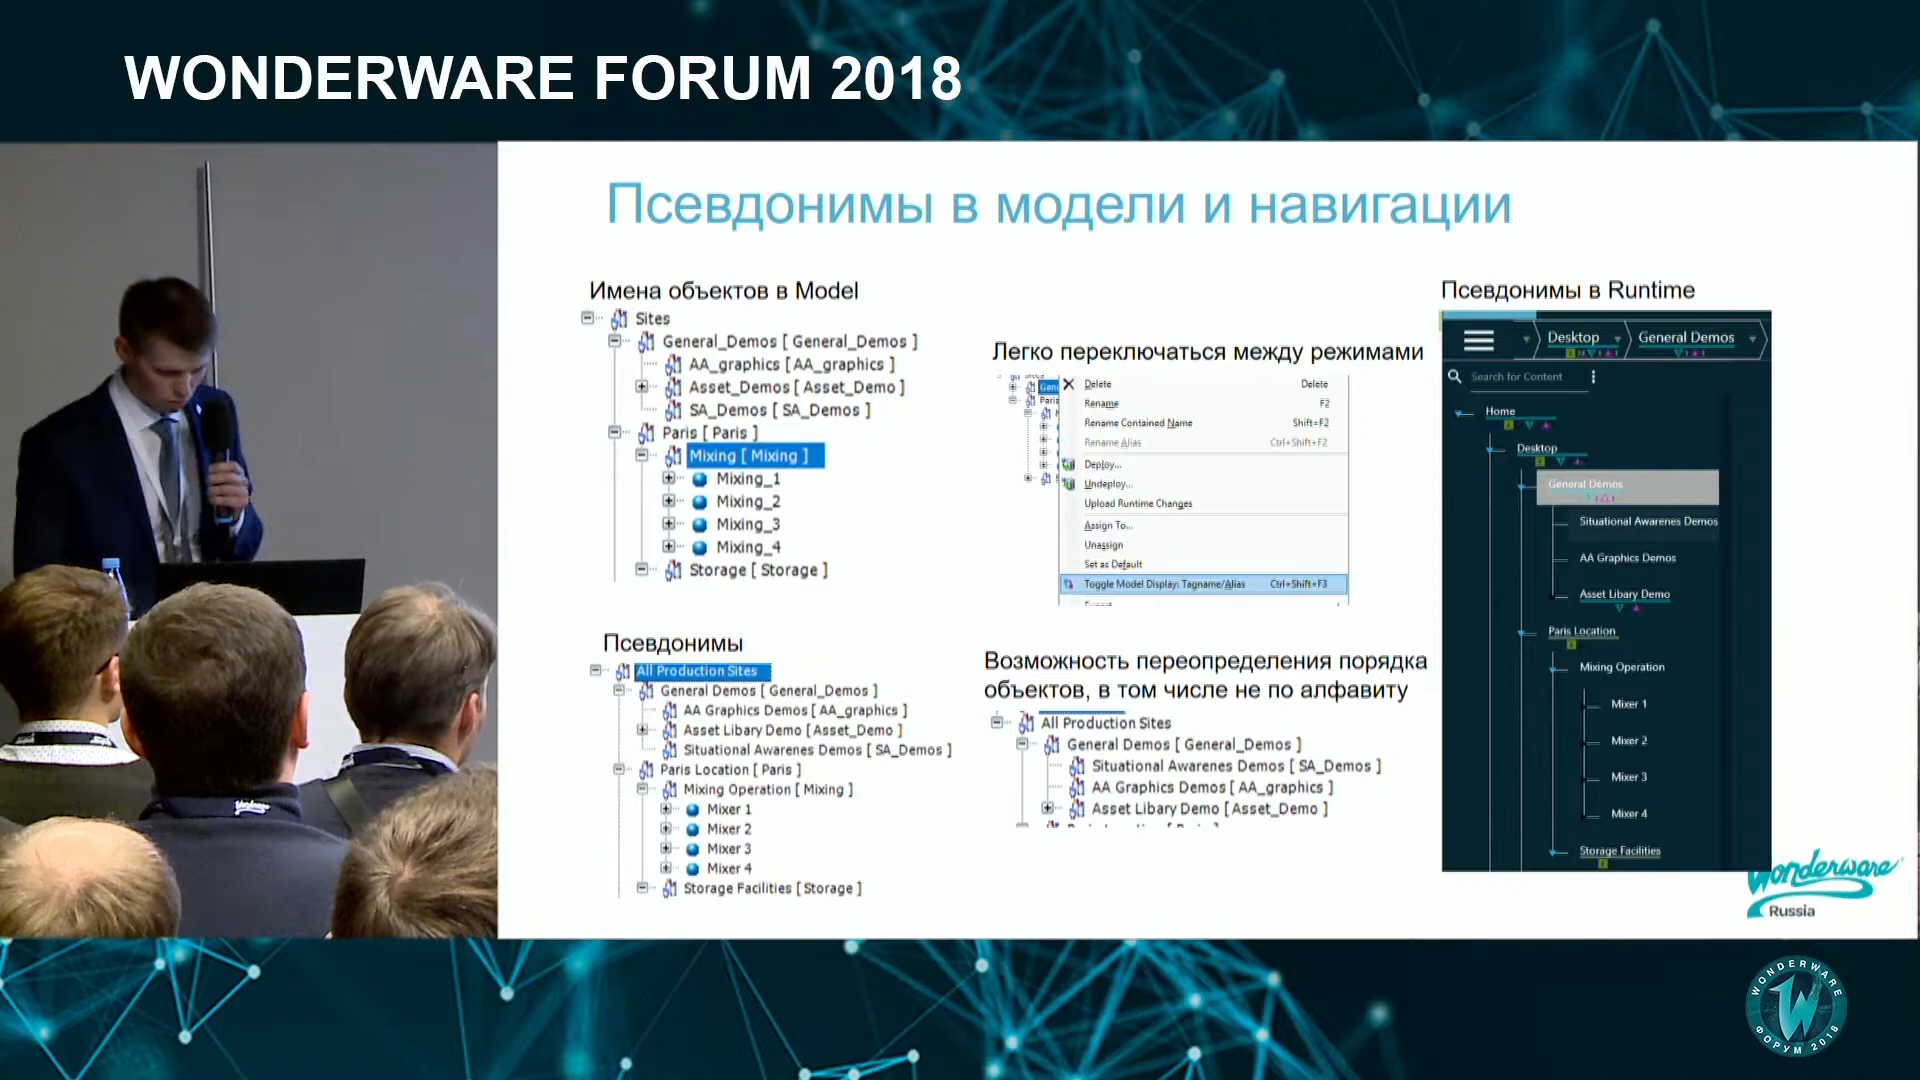 WONDERWARE FORUM 2018
Псевдонимы в модели и навигации
Имена объектов в Model
Sites
General_Demos [ General_Demos ]
AA_graphics [ AA_graphics ]
Asset_Demos [ Asset_Demo ]
SA_Demos [ SA_Demos ]
Paris [ Paris ]
Mixing [ Mixing ]
Mixing_1
Mixing_2
Mixing_3
Mixing_4
Storage [ Storage ]
Псевдонимы
All Production Sites
General Demos [ General_Demos ]
AA Graphics Demos [ AA_graphics ]
Asset Libary Demo [ Asset_Demo ]
Situational Awarenes Demos [ SA_Demos ]
Paris Location [ Paris ]
Mixing Operation [ Mixing ]
Mixer 1
Mixer 2
Mixer 3
Mixer 4
Storage Facilities [ Storage ]
Легко переключаться между режимами
Delete Delete
Rename F2
Rename Contained Name Shift+F2
Rename Alias Ctrl+Shift+F2
Deploy...
Undeploy...
Upload Runtime Changes
Assign To...
Unassign
Set as Default
Toggle Model Display: Tagname/Alias Ctrl+Shift+F3
Возможность переопределения порядка
объектов, в том числе не по алфавиту
All Production Sites
General Demos [ General_Demos ]
Situational Awarenes Demos [ SA_Demos ]
AA Graphics Demos [ AA_graphics ]
Asset Libary Demo [ Asset_Demo ]
Псевдонимы в Runtime
Desktop General Demos
Search for Content
Home
Desktop
General Demos
Situational Awarenes Demos
AA Graphics Demos
Asset Libary Demo
Paris Location
Mixing Operation
Mixer 1
Mixer 2
Mixer 3
Mixer 4
Storage Facilities
Wonderware
Russia
WONDERWARE
W
ФОРУМ 2018